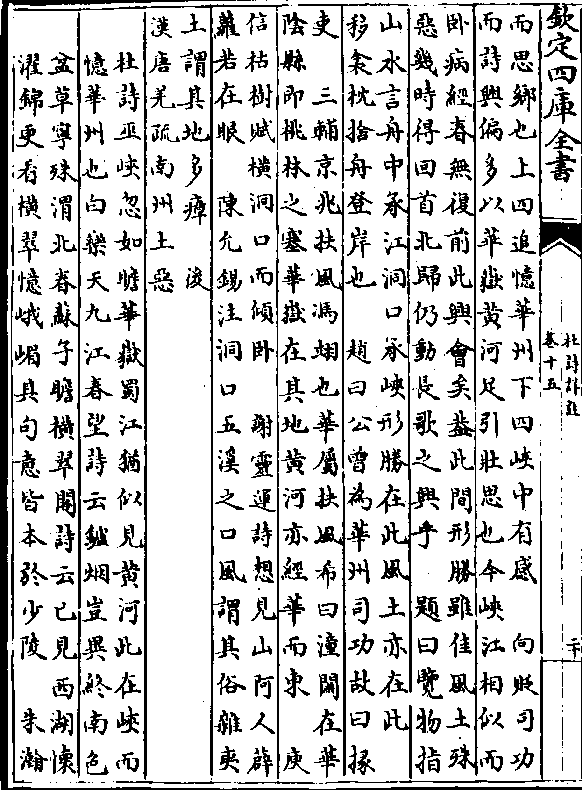 欽定四庫全書
杜詩詳註
卷十五
二十
而思鄉也上四追憶華州下四峽中有感 向貶司功
而詩興偏多以華嶽黃河足引壯思也今峽江相似而
臥病經春無復前此興會矣葢此間形勝雖佳風土殊
惡幾時得回首北歸仍動長歌之興乎 題曰覽物指
山水言舟中承江洞口承峽形勝在此風土亦在此
移衾枕捨舟登岸也 趙曰公曾為華州司功故曰掾
吏 三輔京兆扶風馮翊也華屬扶風希曰潼關在華
陰縣即桃林之塞華嶽在其地黃河亦經華而東 庾
信枯樹賦橫洞口而傾臥 謝靈運詩想見山阿人薜
蘿若在眼 陳允錫注洞口五溪之口風謂其俗雜夷
土謂其地多瘴 後
漢唐羌疏南州土惡
杜詩巫峽忽如瞻華嶽蜀江猶似見黃河此在峽而
憶華州也白樂天九江春望詩云鑪烟豈異終南色
盆草寧殊渭北春蘇子瞻橫翠閣詩云已見西湖懷
濯錦更看橫翠憶峨嵋其句意皆本於少陵 朱瀚